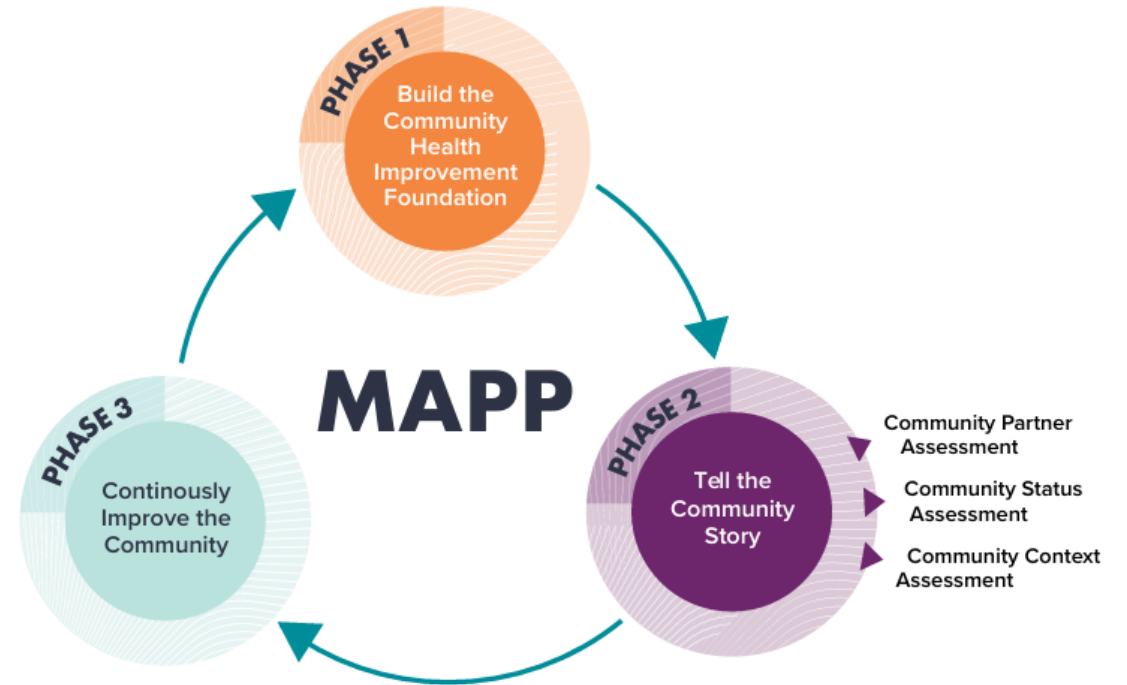 PHASE 1
Build the
Community
Health
Improvement
Foundation
MAPP
PHASE 2
Tell the
Community
Story
Community Partner
Assessment
Community Status
Assessment
Community Context
Assessment
PHASE 3
Continously
Improve the
Community